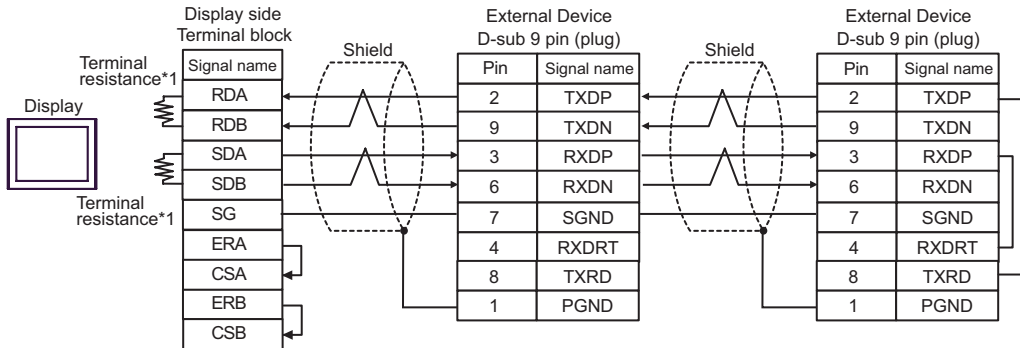 Display side
Terminal block
External Device
D-sub 9 pin (plug)
External Device
D-sub 9 pin (plug)
Shield
Shield
Terminal
resistance*1
Display
Terminal
resistance*1
Signal name
RDA
RDB
SDA
SDB
SG
ERA
CSA
ERB
CSB
Pin Signal name
2 TXDP
9 TXDN
3 RXDP
6 RXDN
7 SGND
4 RXDRT
8 TXRD
1 PGND
Pin Signal name
2 TXDP
9 TXDN
3 RXDP
6 RXDN
7 SGND
4 RXDRT
8 TXRD
1 PGND